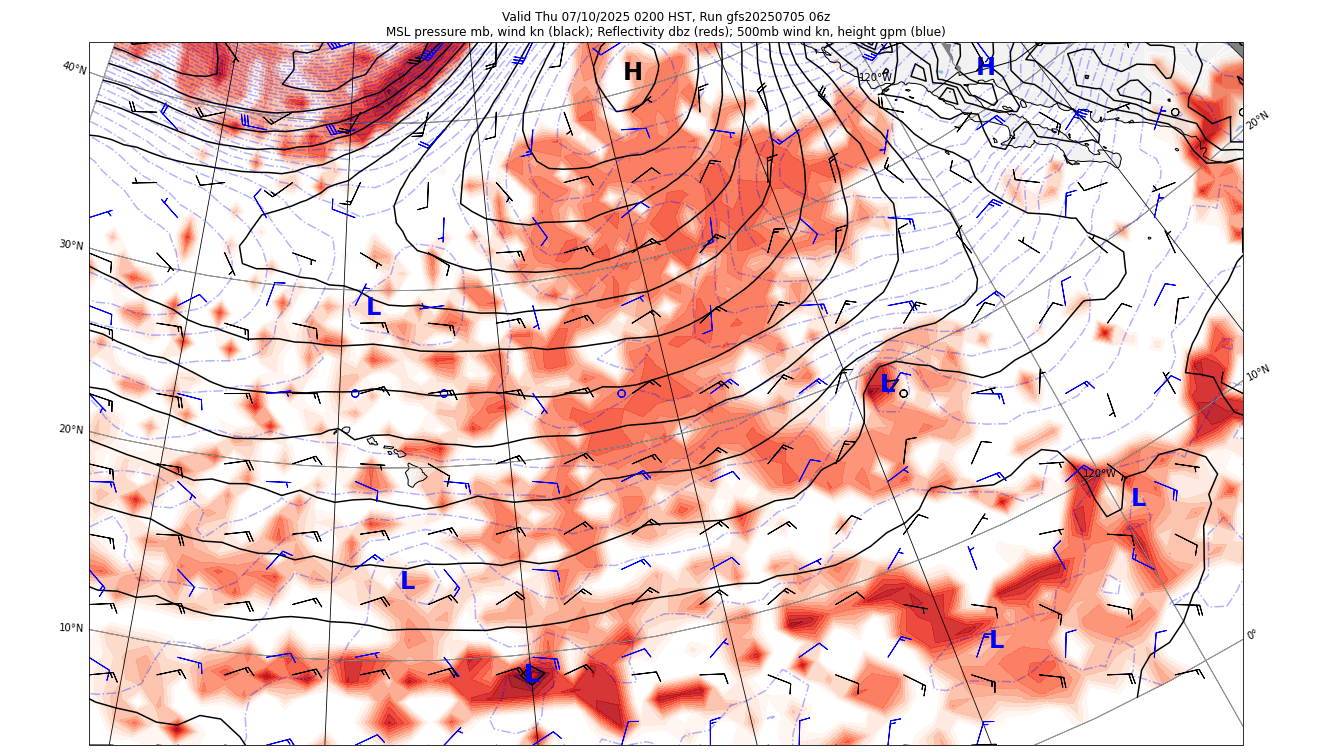 Valid Thu 07/10/2025 0200 HST, Run gfs20250705 06z
MSL pressure mb, wind kn (black); Reflectivity dbz (reds); 500mb wind kn, height gpm (blue)
40°N
H
H
120°W
20°N
30°N
L
L
10°N
20°N
120°W
L
L
10°N
L
0°
L